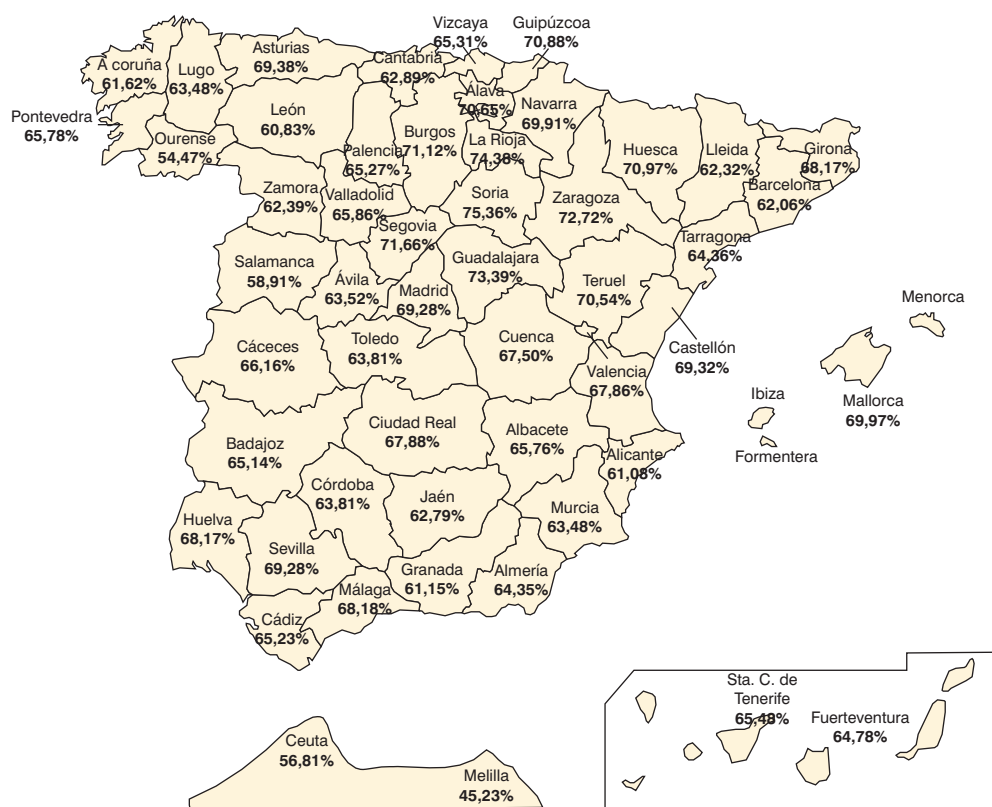 Vizcaya
65,31%
Guipúzcoa
70,88%
A coruña
61,62%
Lugo
63,48%
Asturias
69,38%
Cantabria
62,89%
Álava
70,65%
Navarra
69,91%
Pontevedra
65,78%
Ourense
54,47%
León
60,83%
Palencia
65,27%
Burgos
71,12%
La Rioja
74,38%
Huesca
70,97%
Lleida
62,32%
Girona
68,17%
Barcelona
62,06%
Zamora
62,39%
Valladolid
65,86%
Soria
75,36%
Zaragoza
72,72%
Segovia
71,66%
Tarragona
64,36%
Salamanca
58,91%
Ávila
63,52%
Madrid
69,28%
Guadalajara
73,39%
Teruel
70,54%
Menorca
Cáceces
66,16%
Toledo
63,81%
Cuenca
67,50%
Castellón
69,32%
Valencia
67,86%
Mallorca
69,97%
Ibiza
Formentera
Badajoz
65,14%
Ciudad Real
67,88%
Albacete
65,76%
Alicante
61,08%
Córdoba
63,81%
Jaén
62,79%
Murcia
63,48%
Huelva
68,17%
Sevilla
69,28%
Granada
61,15%
Almería
64,35%
Málaga
68,18%
Cádiz
65,23%
Sta. C. de
Tenerife
65,48%
Fuerteventura
64,78%
Ceuta
56,81%
Melilla
45,23%